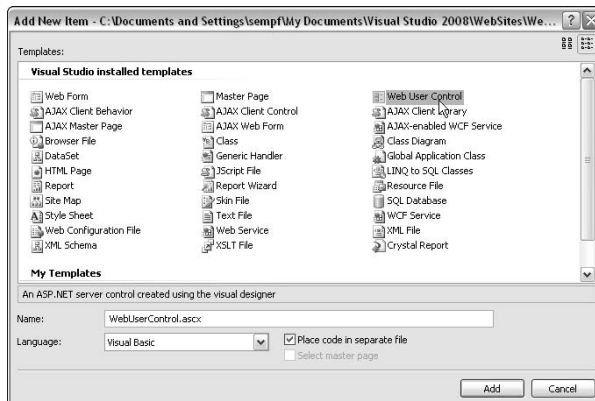 Add New Item - C:\Documents and Settings\sempf\My Documents\Visual Studio 2008\WebSites\We...
Templates:
Visual Studio installed templates
Web Form Master Page Web User Control
AJAX Client Behavior AJAX Client Control AJAX Client Library
AJAX Master Page AJAX Web Form AJAX-enabled WCF Service
Browser File Class Class Diagram
DataSet Generic Handler Global Application Class
HTML Page JScript File LINQ to SQL Classes
Report Report Wizard Resource File
Site Map Skin File SQL Database
Style Sheet Text File WCF Service
Web Configuration File Web Service XML File
XML Schema XSLT File Crystal Report
My Templates
An ASP.NET server control created using the visual designer
Name: WebUserControl.ascx
Language: Visual Basic Place code in separate file
Select master page
Add Cancel